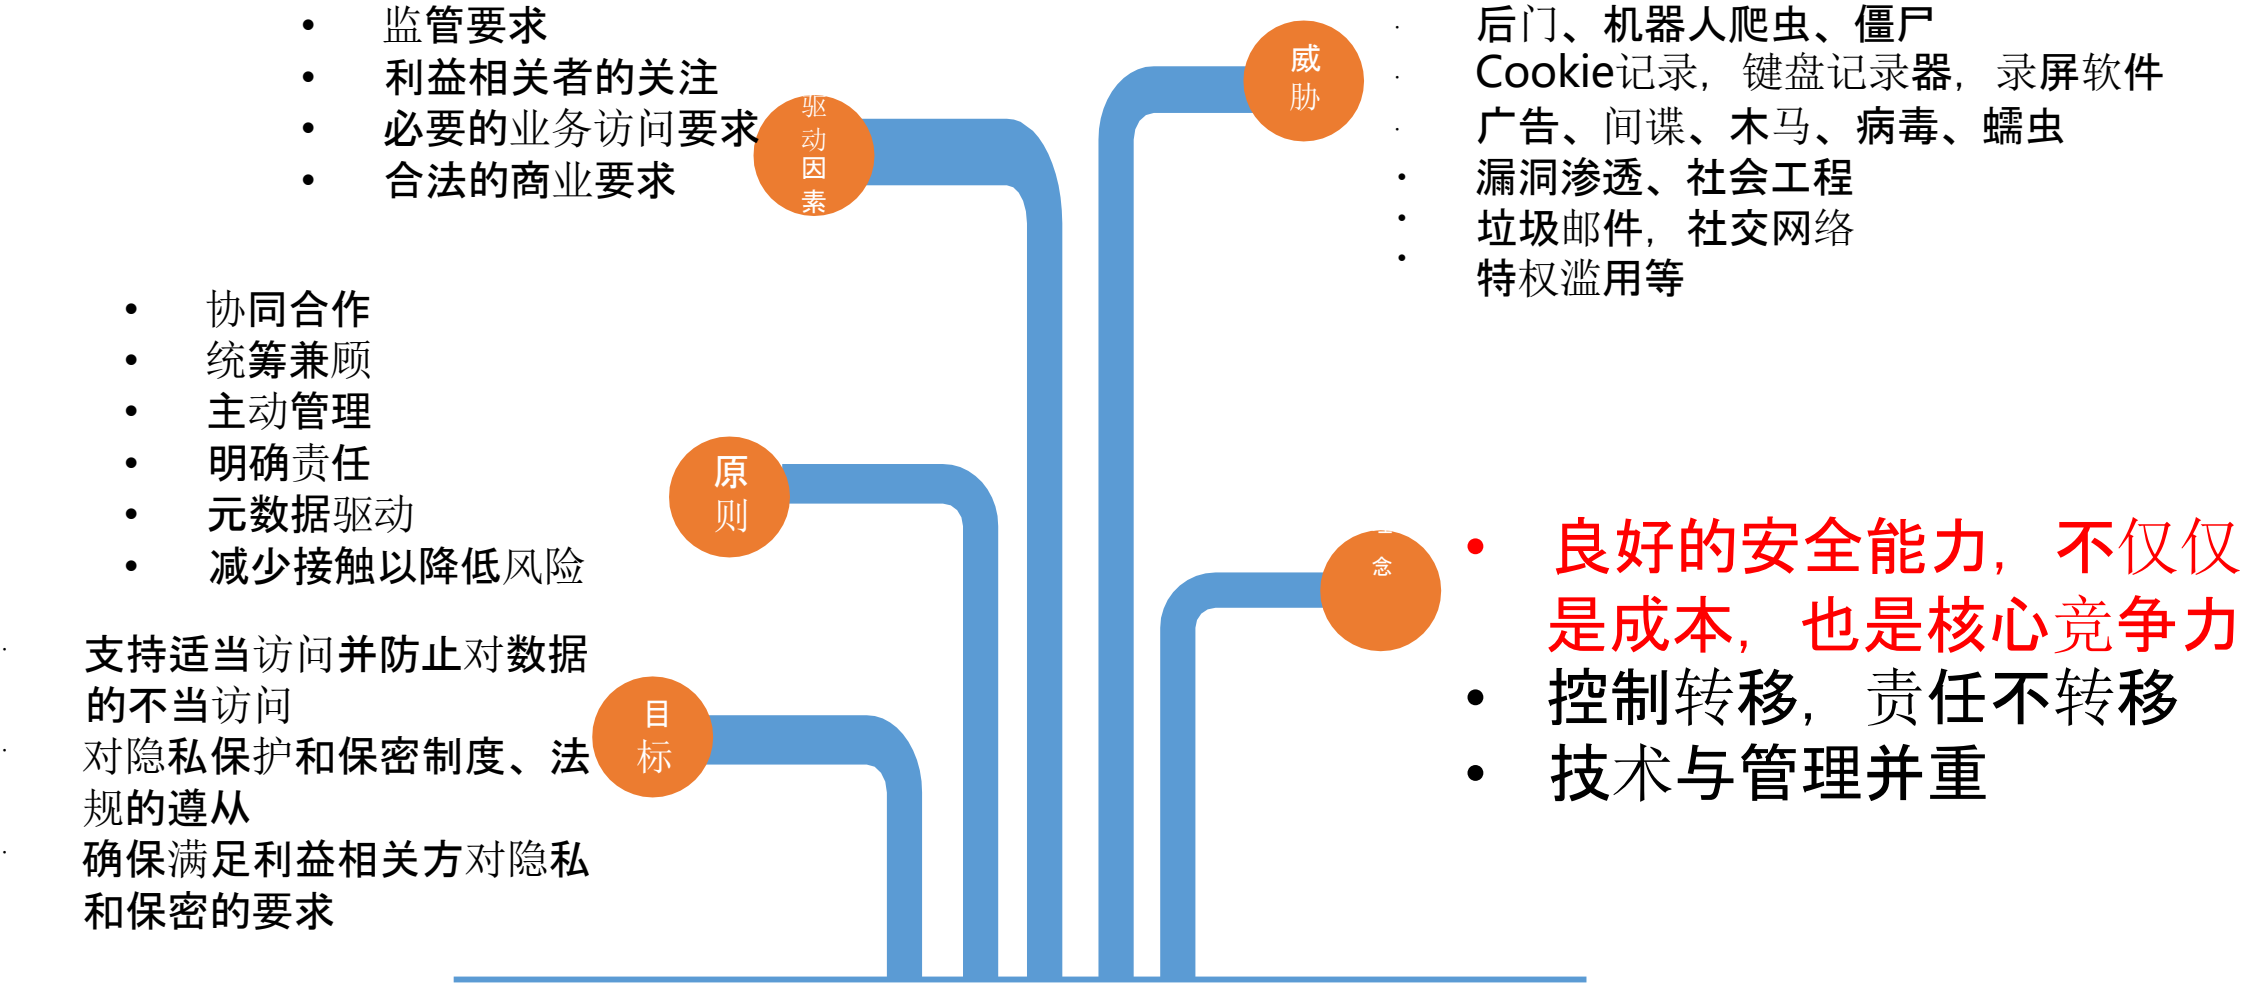 监管要求
利益相关者的关注
必要的业务访问要求
合法的商业要求
驱
动
因
素
协同合作
统筹兼顾
主动管理
明确责任
元数据驱动
减少接触以降低风险
原
则
支持适当访问并防止对数据
的不当访问
对隐私保护和保密制度、法
规的遵从
确保满足利益相关方对隐私
和保密的要求
目
标
威
胁
后门、机器人爬虫、僵尸
Cookie记录，键盘记录器，录屏软件
广告、间谍、木马、病毒、蠕虫
漏洞渗透、社会工程
垃圾邮件，社交网络
特权滥用等
念
良好的安全能力，不仅仅
是成本，也是核心竞争力
控制转移，责任不转移
技术与管理并重